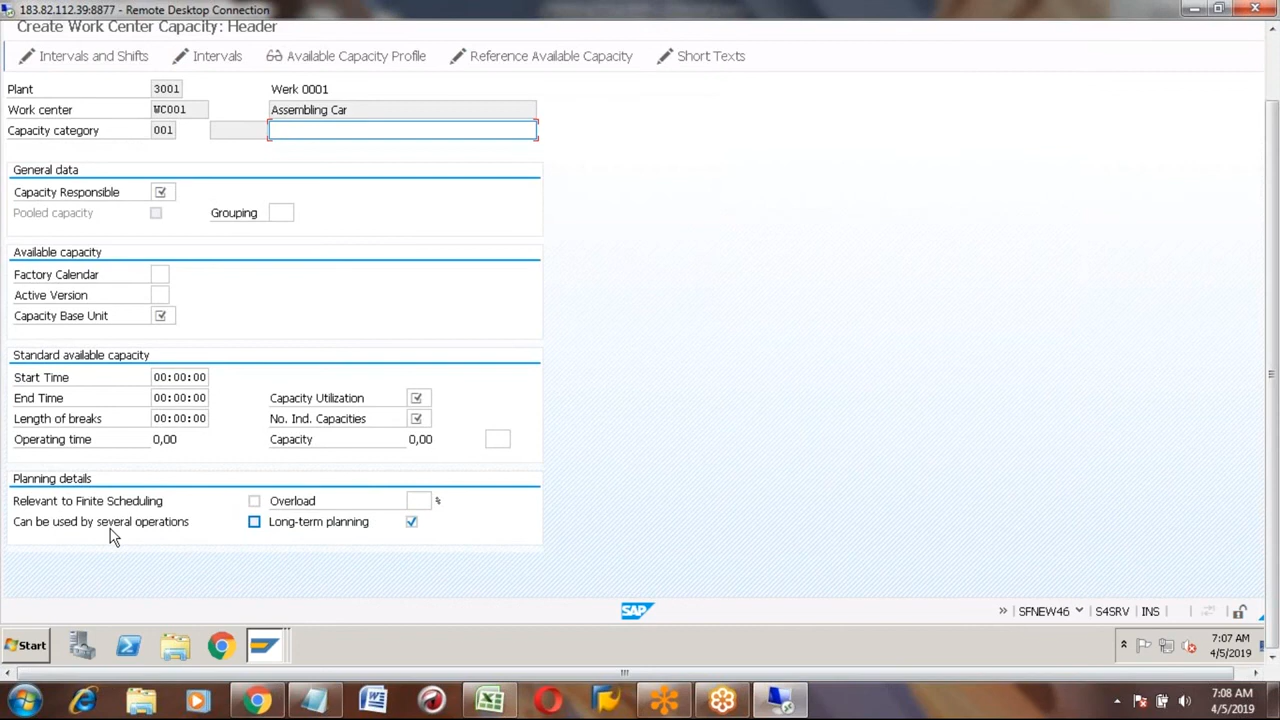 183.82.112.39:8877 - Remote Desktop Connection
Create Work Center Capacity: Header
Intervals and Shifts Intervals Available Capacity Profile Reference Available Capacity Short Texts
Plant 3001 Werk 0001
Work center WC001 Assembling Car
Capacity category 001
General data
Capacity Responsible
Pooled capacity Grouping
Available capacity
Factory Calendar
Active Version
Capacity Base Unit
Standard available capacity
Start Time 00:00:00
End Time 00:00:00 Capacity Utilization
Length of breaks 00:00:00 No. Ind. Capacities
Operating time 0,00 Capacity 0,00
Planning details
Relevant to Finite Scheduling Overload %
Can be used by several operations Long-term planning
SAP » SFNEW46 S4SRV INS
Start 7:07 AM
4/5/2019
7:08 AM
4/5/2019